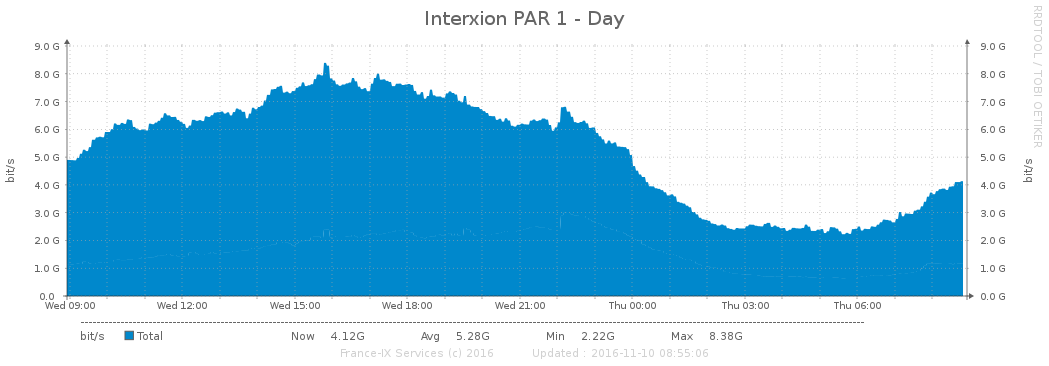 Interxion PAR 1 - Day
RRDTOOL / TOBI OETIKER
9.0 G 9.0 G
8.0 G 8.0 G
7.0 G 7.0 G
6.0 G 6.0 G
5.0 G 5.0 G
4.0 G 4.0 G
3.0 G 3.0 G
2.0 G 2.0 G
1.0 G 1.0 G
0.0 0.0 G
bit/s bit/s
Wed 09:00 Wed 12:00 Wed 15:00 Wed 18:00 Wed 21:00 Thu 00:00 Thu 03:00 Thu 06:00
bit/s Total Now 4.12G Avg 5.28G Min 2.22G Max 8.38G
France-IX Services (c) 2016 Updated : 2016-11-10 08:55:06